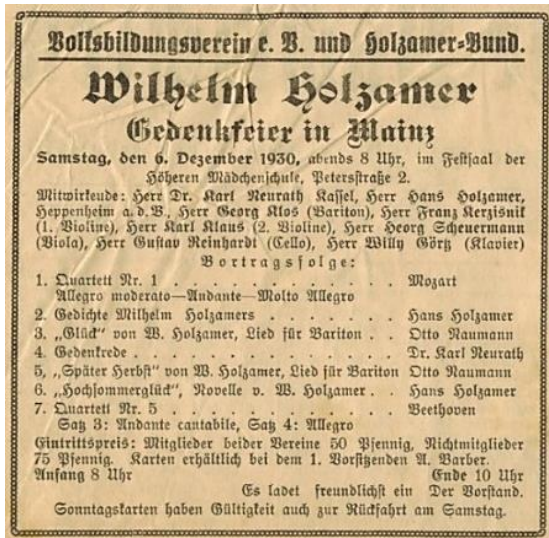 Volksbildungsverein e. V. und Holzamer-Bund.
Wilhelm Holzamer
Gedenkfeier in Mainz
Samstag, den 6. Dezember 1930, abends 8 Uhr, im Festsaal der
Höheren Mädchenschule, Petersstraße 2.
Mitwirkende: Herr Dr. Karl Neurath Kassel, Herr Hans Holzamer,
Heppenheim a. d. B., Herr Georg Klos (Bariton), Herr Franz Kerzisnik
(1. Violine), Herr Karl Klaus (2. Violine), Herr Georg Scheuermann
(Viola), Herr Gustav Reinhardt (Cello), Herr Willy Görtz (Klavier)
Vortragsfolge:
1. Quartett Nr. 1 . . . . . . . . . . . . Mozart
Allegro moderato—Andante—Molto Allegro
2. Gedichte Wilhelm Holzamers . . . . . . Hans Holzamer
3. „Glück" von W. Holzamer, Lied für Bariton . . Otto Naumann
4. Gedenkrede . . . . . . . . . . . . Dr. Karl Neurath
5, „Später Herbst" von W. Holzamer, Lied für Bariton Otto Naumann
6. „Hochsommerglück", Novelle v. W. Holzamer . . Hans Holzamer
7. Quartett Nr. 5 . . . . . . . . . . . Beethoven
Satz 3: Andante cantabile, Satz 4: Allegro
Eintrittspreis: Mitglieder beider Vereine 50 Pfennig, Nichtmitglieder
75 Pfennig. Karten erhältlich bei dem 1. Vorsitzenden A. Barber.
Anfang 8 Uhr Ende 10 Uhr
Es ladet freundlichst ein Der Vorstand.
Sonntagskarten haben Gültigkeit auch zur Rückfahrt am Samstag.